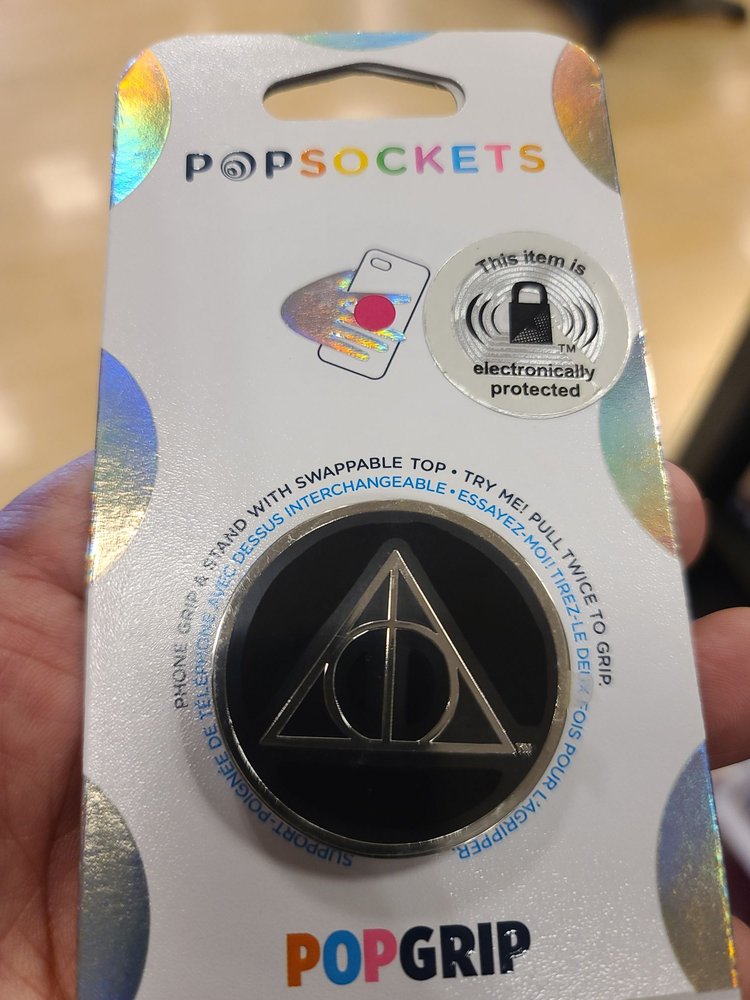 POPSOCKETS
This item is
TM
electronically
protected
PHONE GRIP & STAND WITH SWAPPABLE TOP • TRY ME! PULL TWICE TO GRIP.
SUPPORT-POIGNÉE DE TÉLÉPHONE AVEC DESSUS INTERCHANGEABLE • ESSAYEZ-MOI! TIREZ-LE DEUX FOIS POUR L'AGRIPPER.
TM
POPGRIP